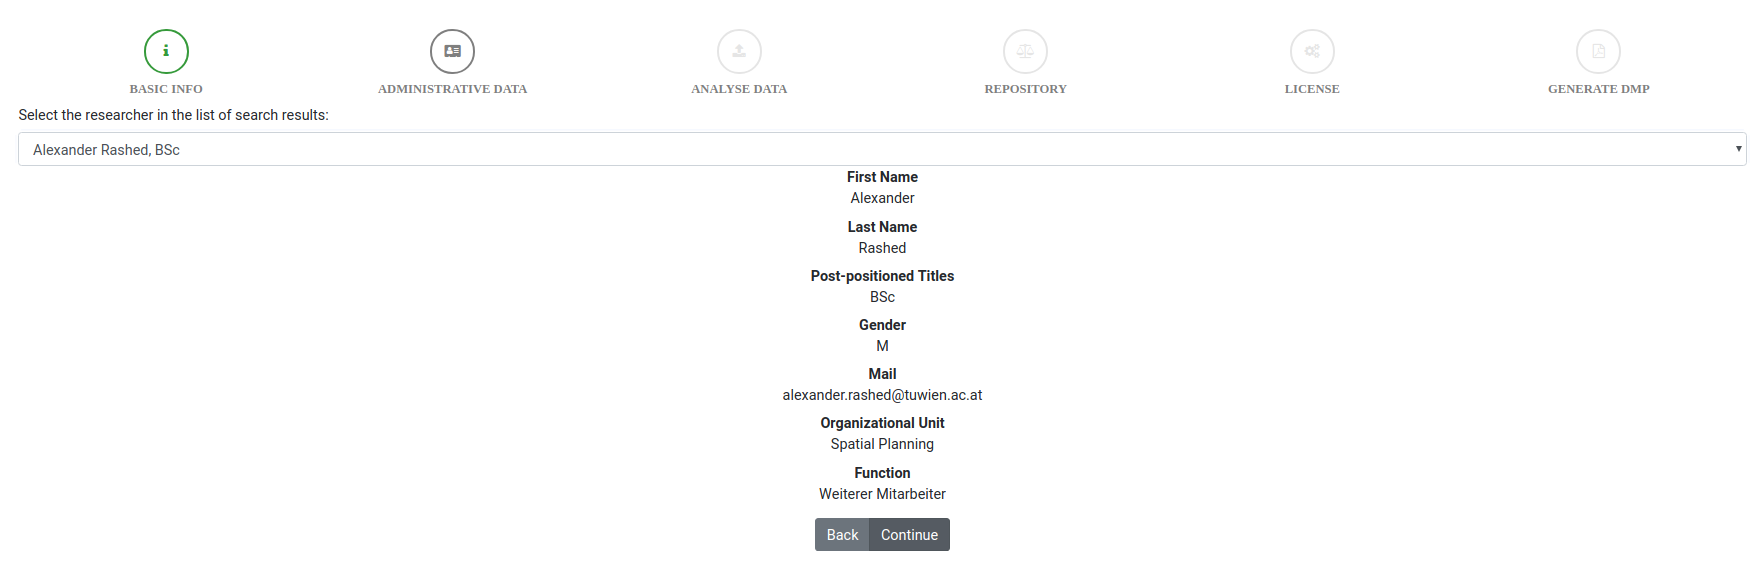 BASIC INFO
ADMINISTRATIVE DATA
ANALYSE DATA
REPOSITORY
LICENSE
GENERATE DMP
Select the researcher in the list of search results:
Alexander Rashed, BSc
First Name
Alexander
Last Name
Rashed
Post-positioned Titles
BSc
Gender
M
Mail
alexander.rashed@tuwien.ac.at
Organizational Unit
Spatial Planning
Function
Weiterer Mitarbeiter
Back
Continue